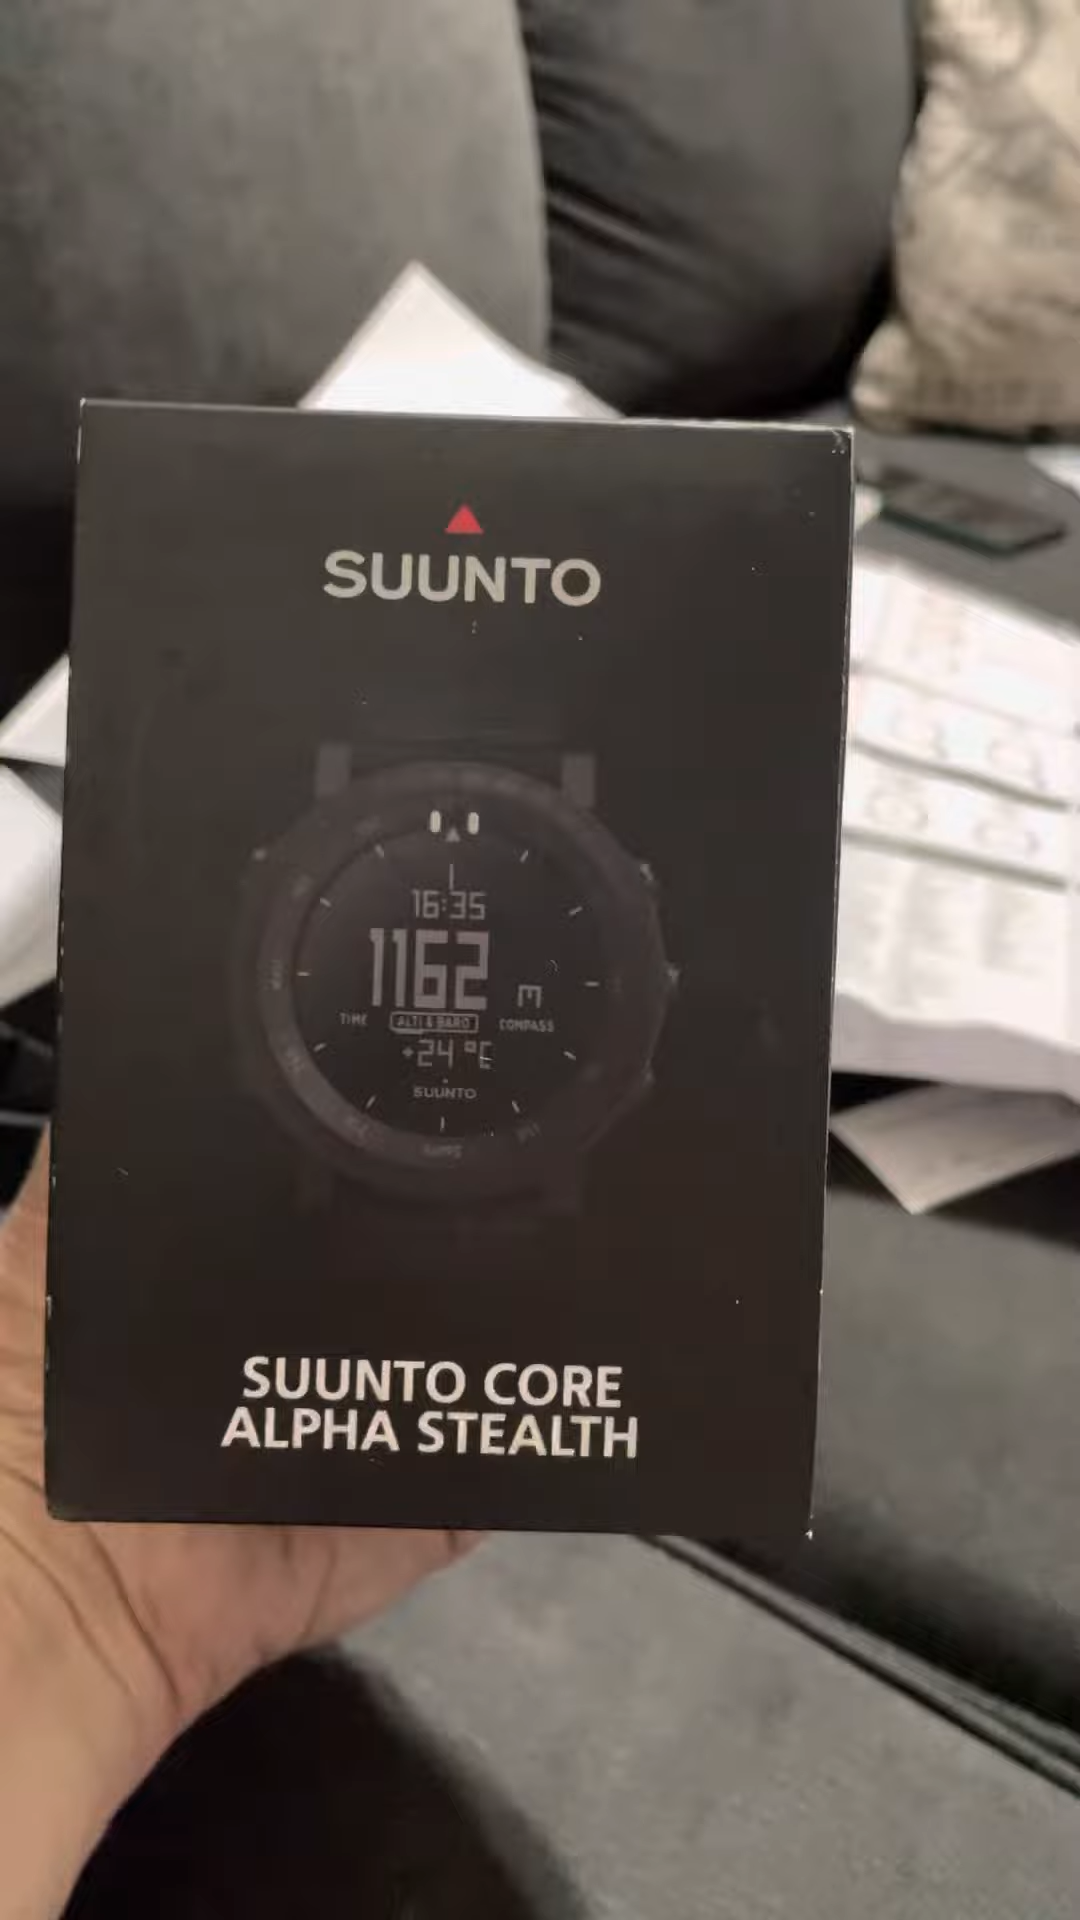 SUUNTO
16:35
1162
m
TIME ALTI & BARO COMPASS
+24 °C
SUUNTO
SUUNTO CORE
ALPHA STEALTH